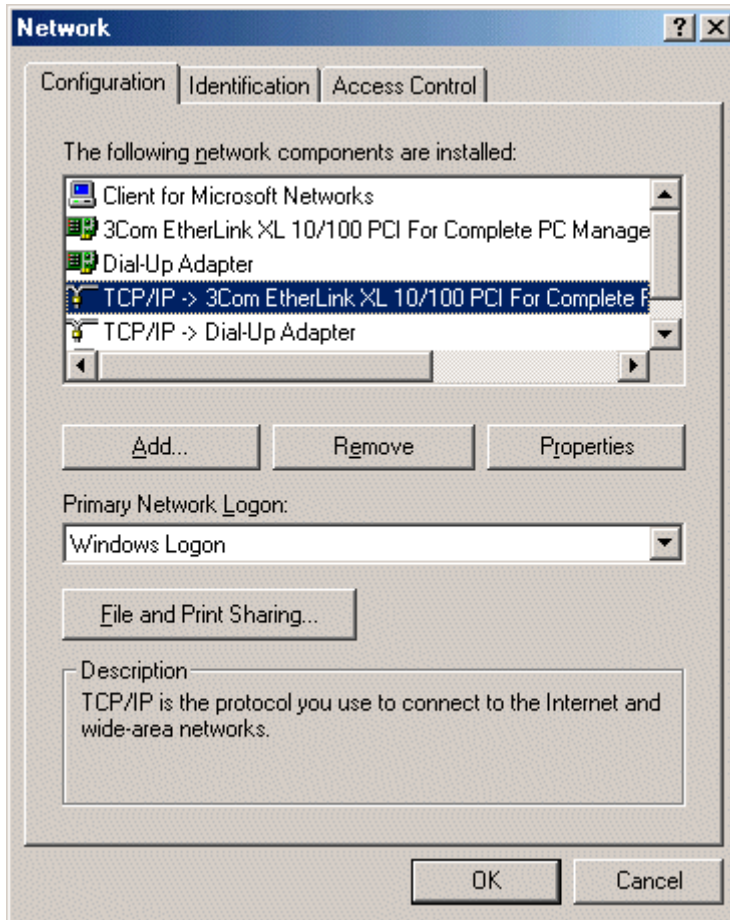 Network
Configuration
Identification
Access Control
The following network components are installed:
Client for Microsoft Networks
3Com EtherLink XL 10/100 PCI For Complete PC Manage
Dial-Up Adapter
TCP/IP -> 3Com EtherLink XL 10/100 PCI For Complete
TCP/IP -> Dial-Up Adapter
Add...
Remove
Properties
Primary Network Logon:
Windows Logon
File and Print Sharing...
Description
TCP/IP is the protocol you use to connect to the Internet and
wide-area networks.
OK
Cancel